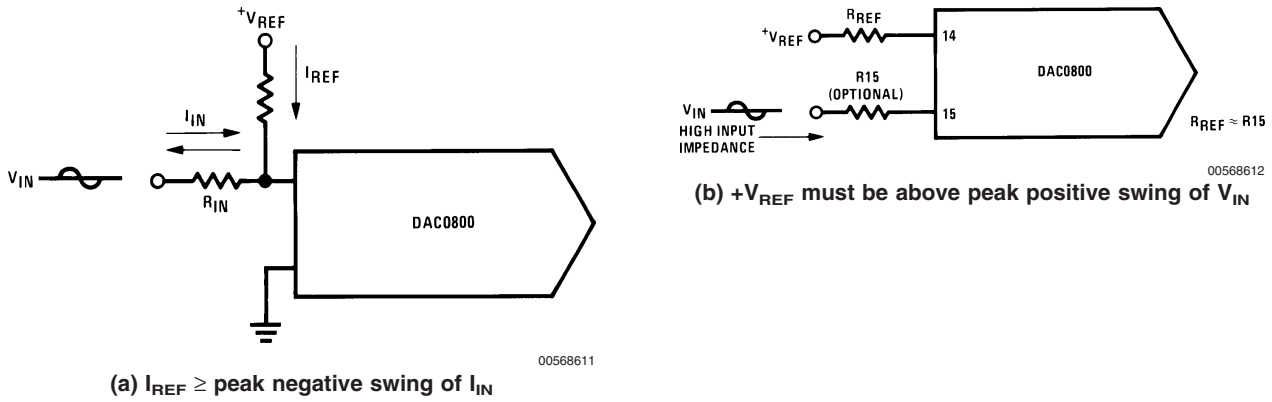 +VREF
IREF
IIN
VIN
RIN
DAC0800
00568611
(a) IREF ≥ peak negative swing of IIN
RREF
+VREF
14
DAC0800
R15
(OPTIONAL)
VIN
15
HIGH INPUT
IMPEDANCE
RREF ≈ R15
00568612
(b) +VREF must be above peak positive swing of VIN